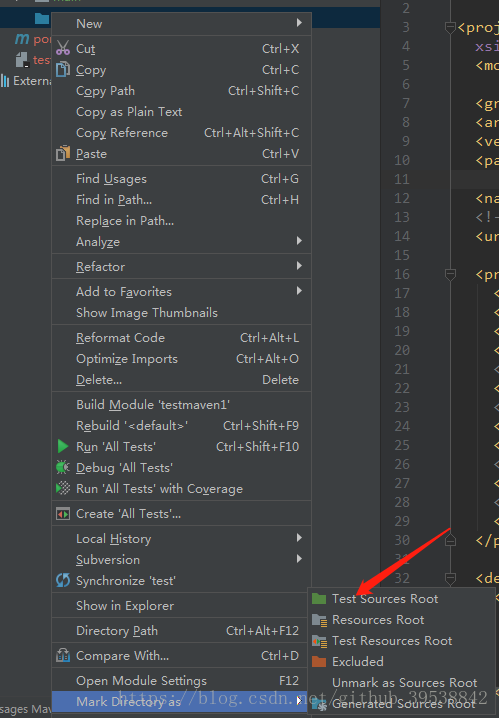 main
2
New
3
<proj
m po
Cut Ctrl+X
4
xsi
tes
Copy Ctrl+C
5
<mo
Externa
Copy Path Ctrl+Shift+C
6
Copy as Plain Text
7
<gr
Copy Reference Ctrl+Alt+Shift+C
8
<ar
Paste Ctrl+V
9
<ve
10
<pa
Find Usages Ctrl+G
11
Find in Path... Ctrl+H
12
<na
Replace in Path...
13
<!-
Analyze
14
<ur
15
Refactor
16
<pr
Add to Favorites
17
<
Show Image Thumbnails
18
<
Reformat Code Ctrl+Alt+L
19
<
Optimize Imports Ctrl+Alt+O
20
<
Delete... Delete
21
<
Build Module 'testmaven1'
22
<
Rebuild '<default>' Ctrl+Shift+F9
23
<
Run 'All Tests' Ctrl+Shift+F10
24
<
Debug 'All Tests'
25
<
26
<
Run 'All Tests' with Coverage
27
<
Create 'All Tests'...
28
<
Local History
29
<
Subversion
30
</p
31
Synchronize 'test'
32
<de
Show in Explorer
Test Sources Root
Directory Path Ctrl+Alt+F12
Resources Root
Compare With... Ctrl+D
Test Resources Root
Excluded
Open Module Settings F12
Unmark as Sources Root
Mark Directory as
Generated Sources Root
ssages Mav
https://blog.csdn.net/github_39538842